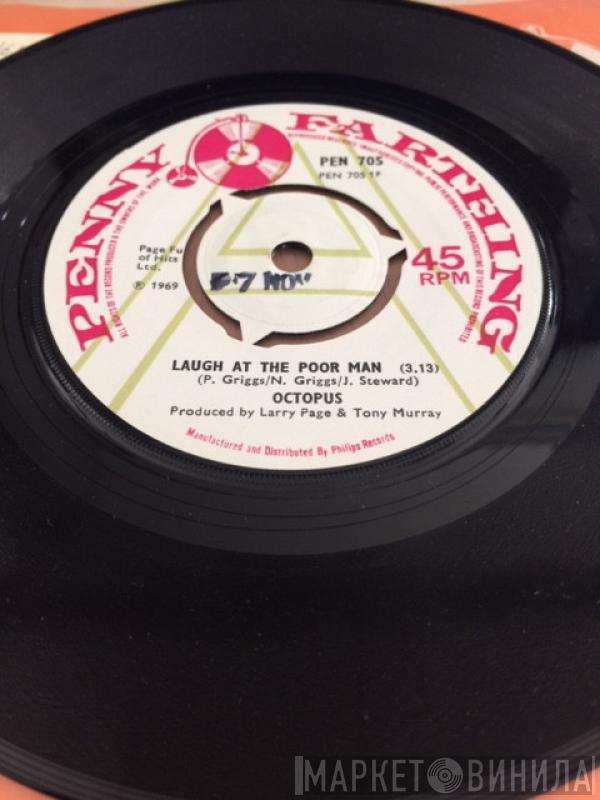 PENNY FARTHING
PEN 705
PEN 705 1F
45
RPM
Page Fu
of Hits
Ltd.
℗ 1969
7 NOV
LAUGH AT THE POOR MAN (3.13)
(P. Griggs/N. Griggs/J. Steward)
OCTOPUS
Produced by Larry Page & Tony Murray
Manufactured and Distributed By Philips Records
МАРКЕТ ВИНИЛА